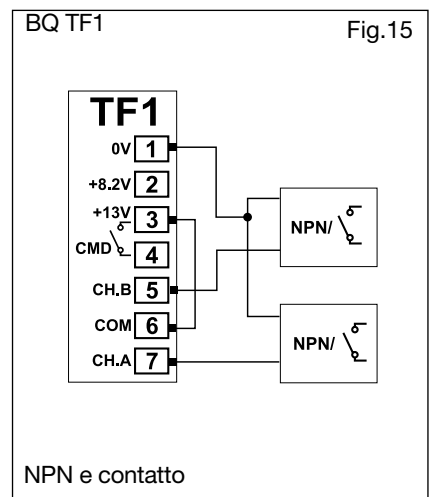 BQ TF1
Fig.15
TF1
0V 1
+8.2V 2
+13V 3
CMD 4
CH.B 5
COM 6
CH.A 7
NPN/
NPN/
NPN e contatto